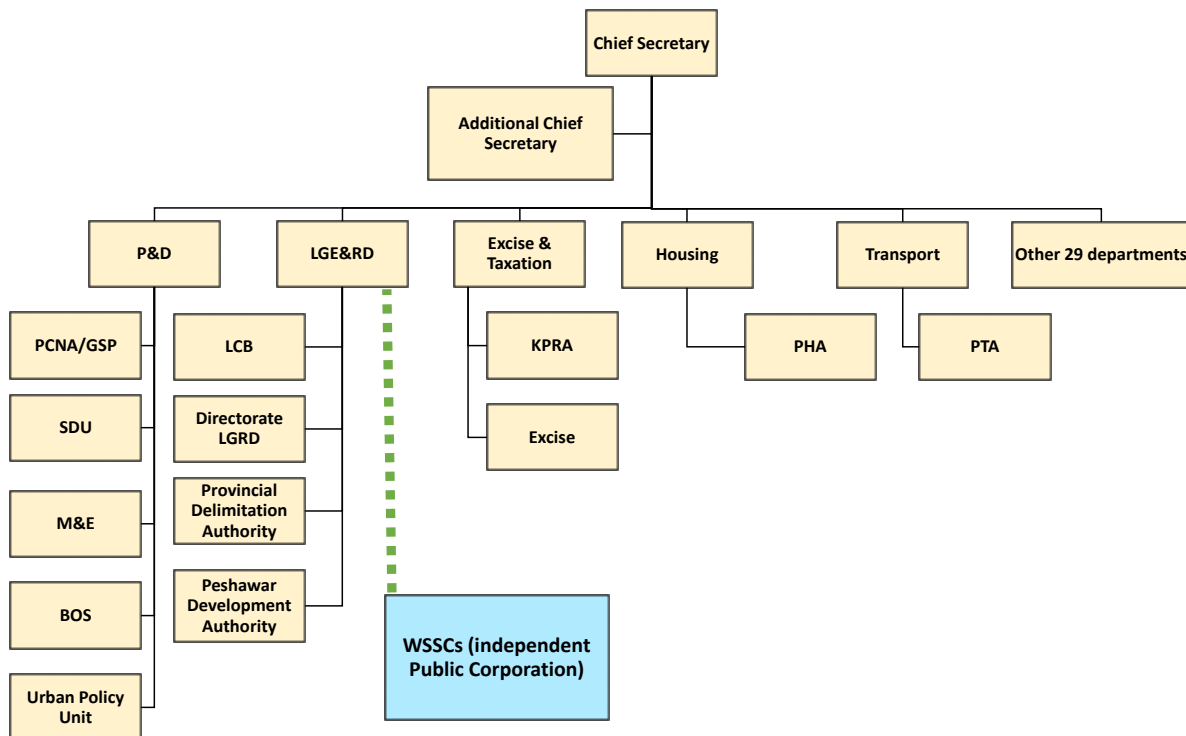 Chief Secretary
Additional Chief
Secretary
P&D
LGE&RD
Excise &
Taxation
Housing
Transport
Other 29 departments
PCNA/GSP
SDU
M&E
BOS
Urban Policy
Unit
LCB
Directorate
LGRD
Provincial
Delimitation
Authority
Peshawar
Development
Authority
KPRA
Excise
PHA
PTA
WSSCs (independent
Public Corporation)